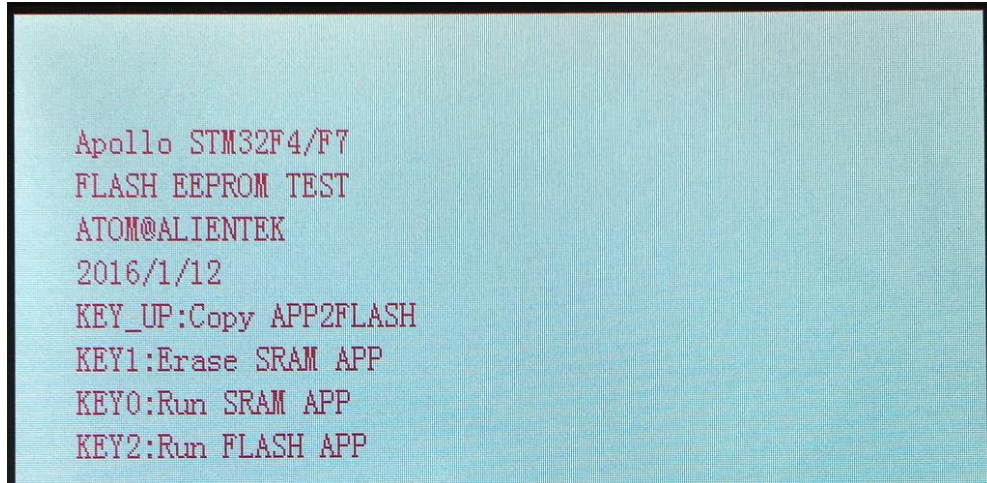 Apollo STM32F4/F7
FLASH EEPROM TEST
ATOM@ALIENTEK
2016/1/12
KEY_UP:Copy APP2FLASH
KEY1:Erase SRAM APP
KEY0:Run SRAM APP
KEY2:Run FLASH APP